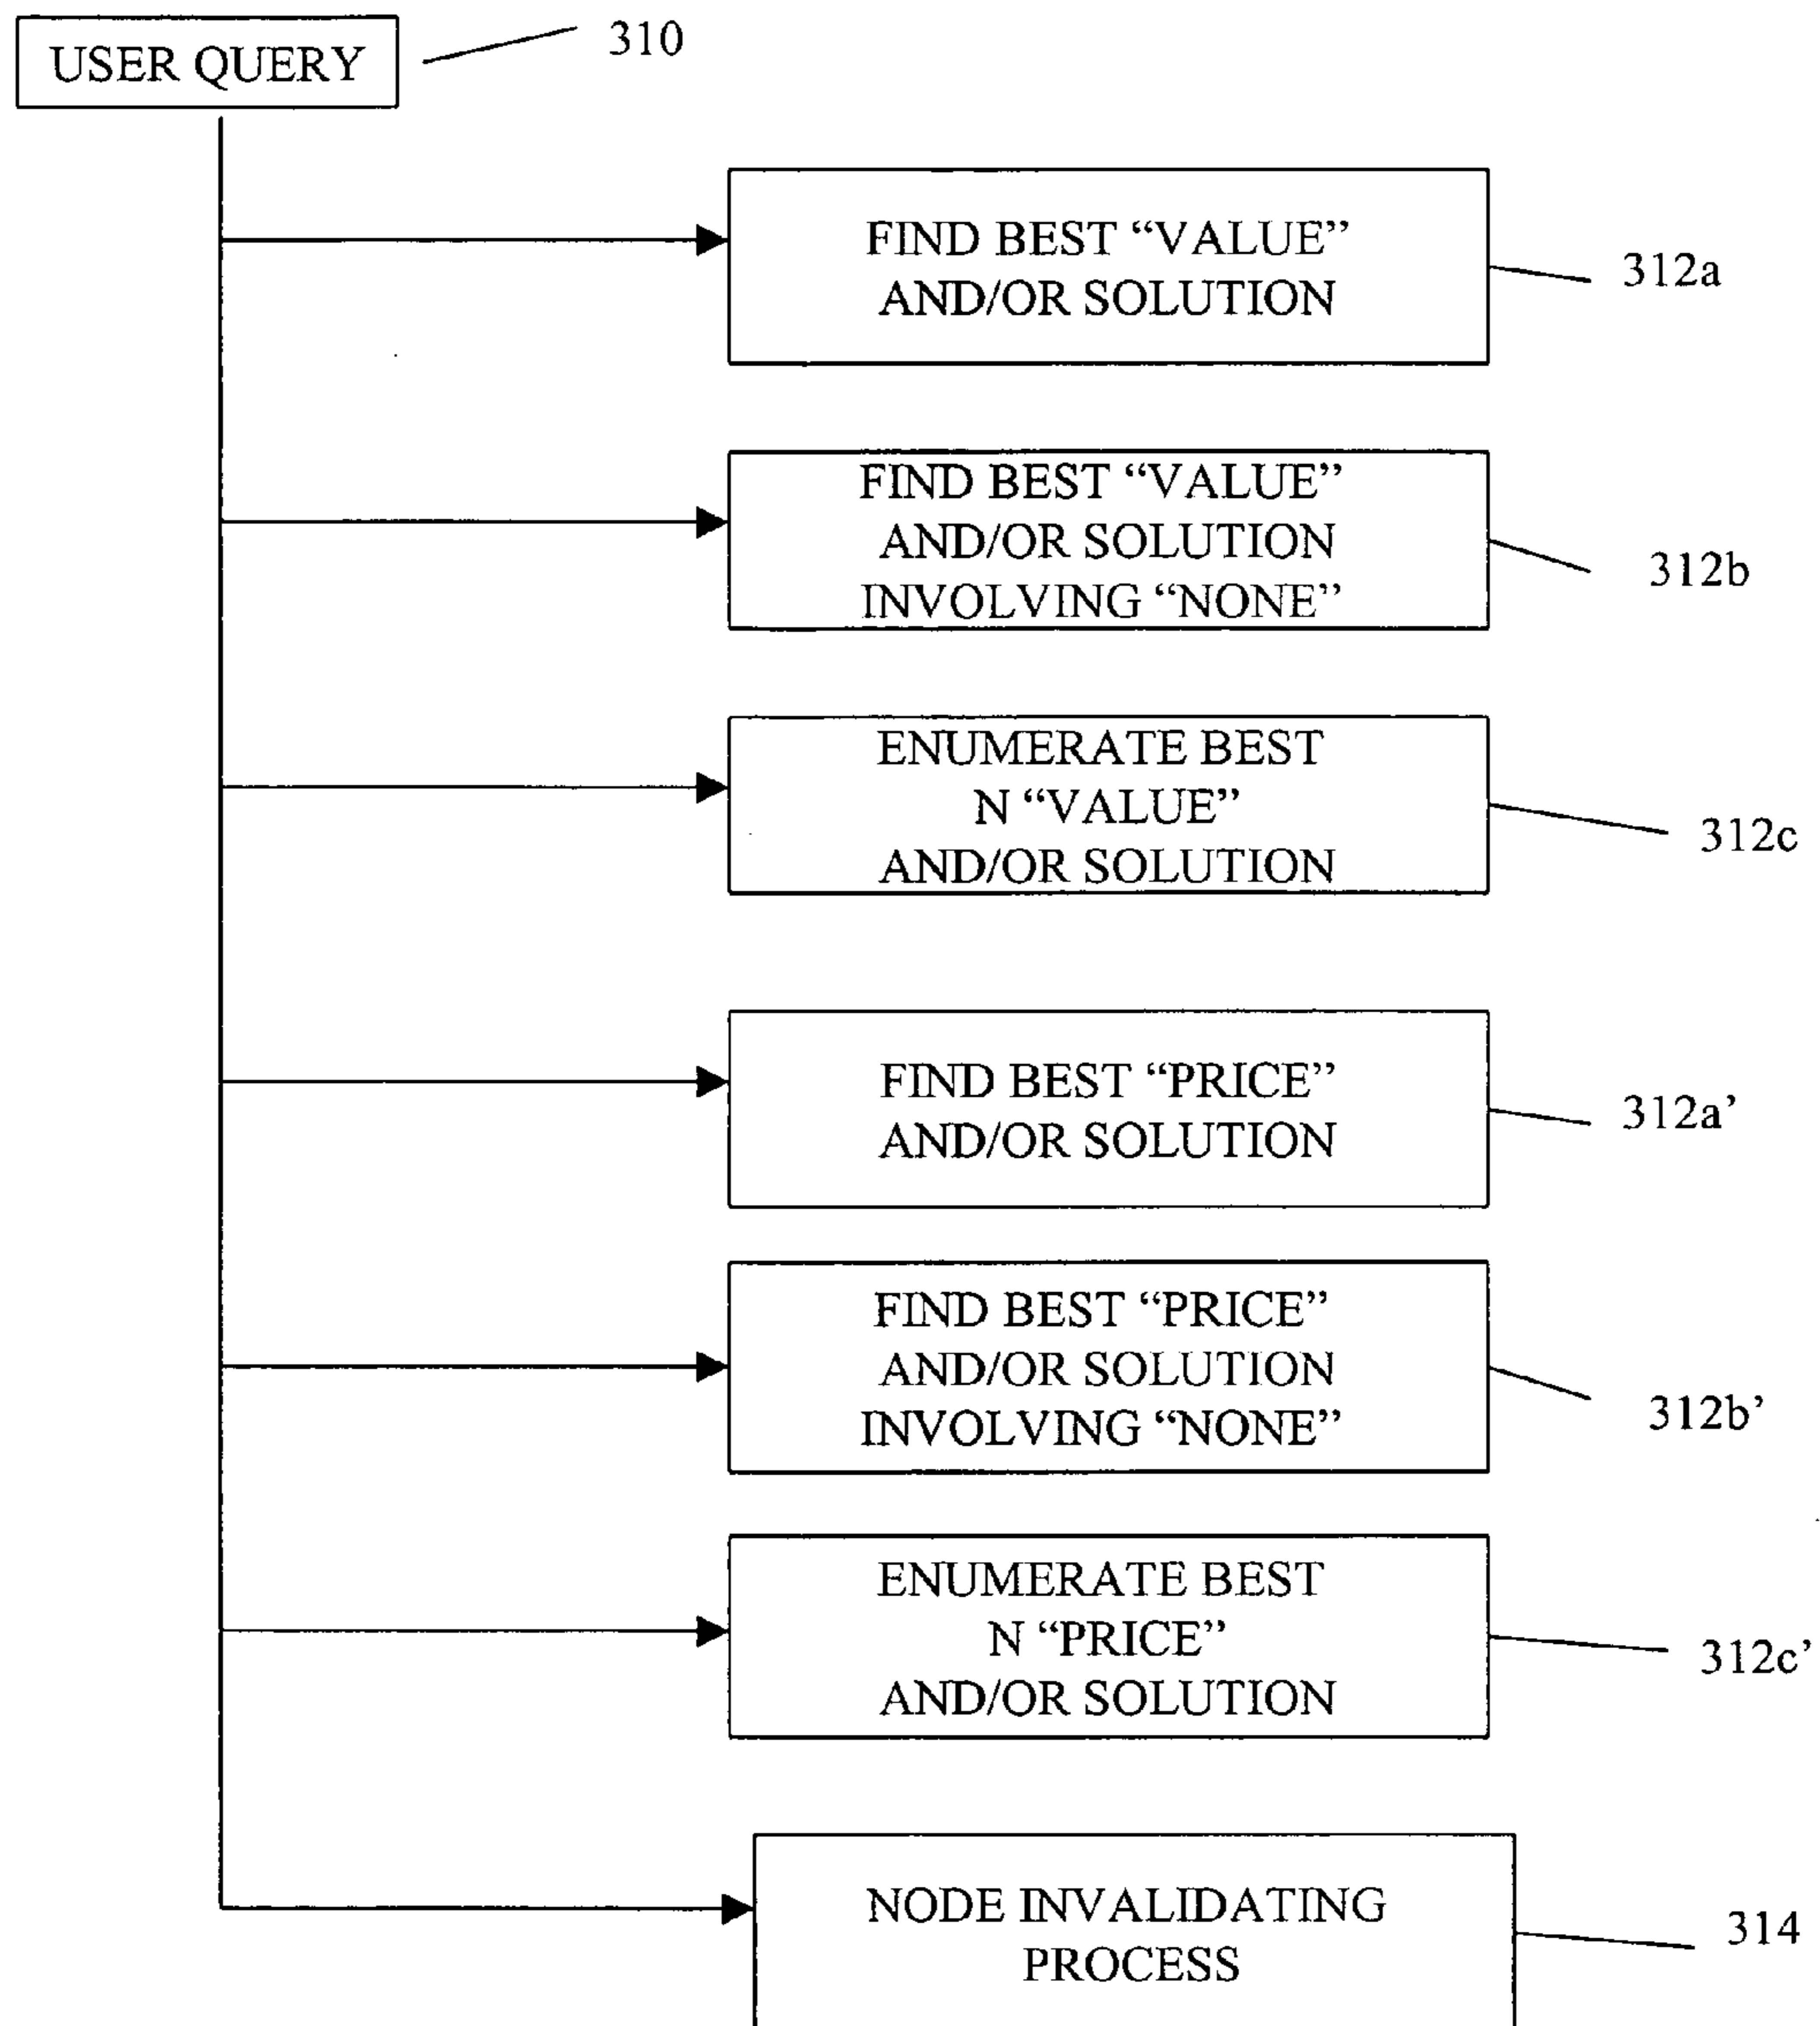 USER QUERY
310
FIND BEST “VALUE”
AND/OR SOLUTION
312a
FIND BEST “VALUE”
AND/OR SOLUTION
INVOLVING “NONE”
312b
ENUMERATE BEST
N “VALUE”
AND/OR SOLUTION
312c
FIND BEST “PRICE”
AND/OR SOLUTION
312a’
FIND BEST “PRICE”
AND/OR SOLUTION
INVOLVING “NONE”
312b’
ENUMERATE BEST
N “PRICE”
AND/OR SOLUTION
312c’
NODE INVALIDATING
PROCESS
314